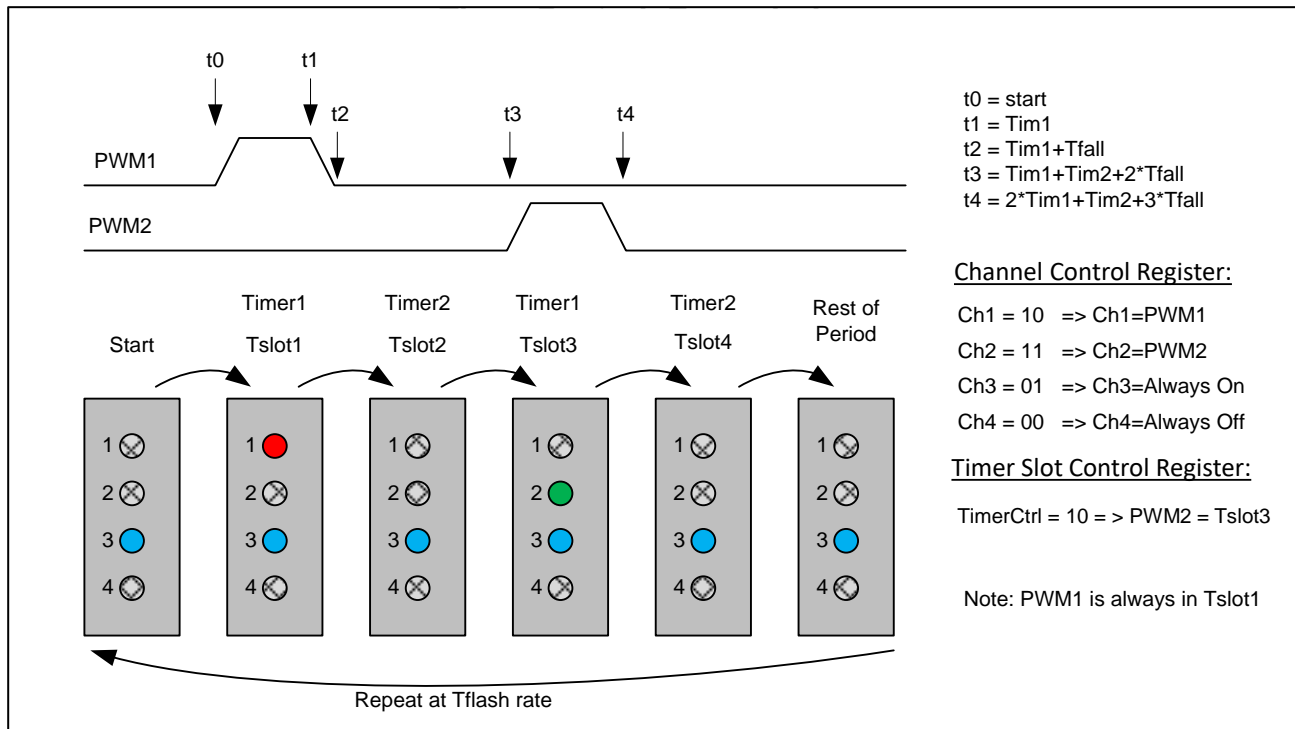 t0
t1
t2
t3
t4
PWM1
PWM2
t0 = start
t1 = Tim1
t2 = Tim1+Tfall
t3 = Tim1+Tim2+2*Tfall
t4 = 2*Tim1+Tim2+3*Tfall
Channel Control Register:
Ch1 = 10 => Ch1=PWM1
Ch2 = 11 => Ch2=PWM2
Ch3 = 01 => Ch3=Always On
Ch4 = 00 => Ch4=Always Off
Timer Slot Control Register:
TimerCtrl = 10 = > PWM2 = Tslot3
Note: PWM1 is always in Tslot1
Start
Timer1
Tslot1
Timer2
Tslot2
Timer1
Tslot3
Timer2
Tslot4
Rest of
Period
1 1 1 1 1 1
2 2 2 2 2 2
3 3 3 3 3 3
4 4 4 4 4 4
Repeat at Tflash rate